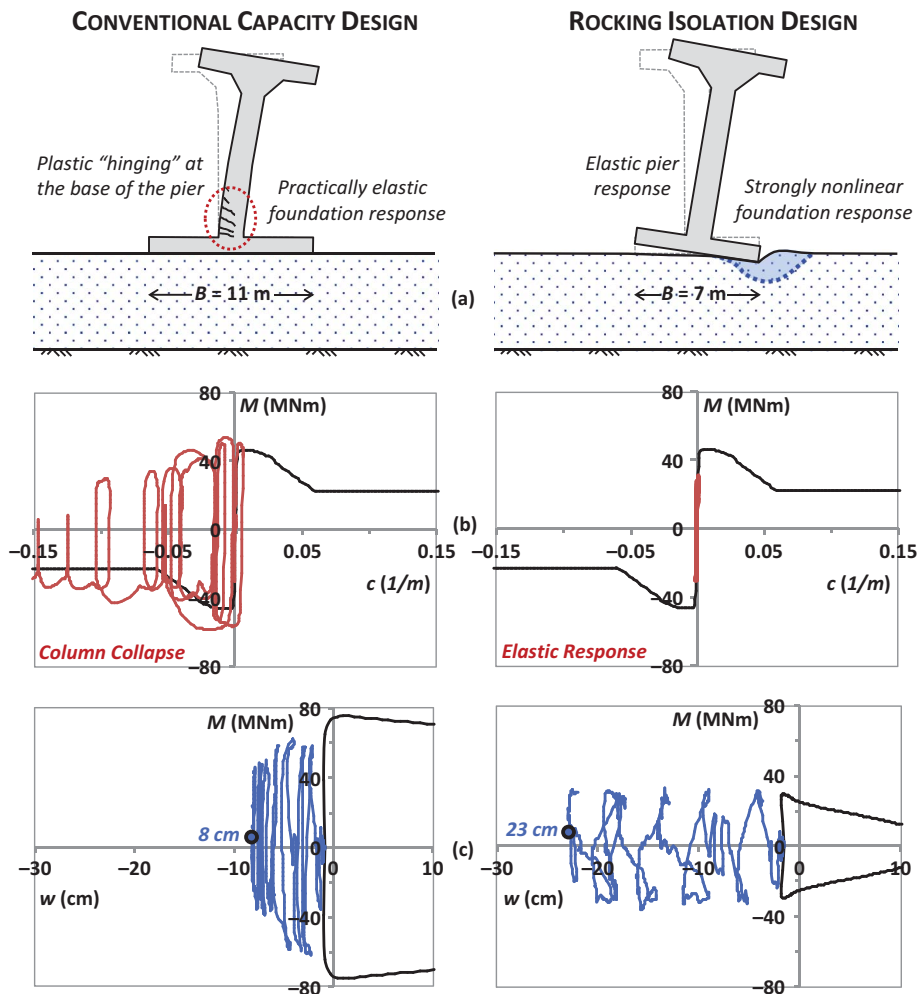 CONVENTIONAL CAPACITY DESIGN
ROCKING ISOLATION DESIGN
Plastic “hinging” at
the base of the pier
Practically elastic
foundation response
Elastic pier
response
Strongly nonlinear
foundation response
B = 11 m
(a)
B = 7 m
80
M (MNm)
40
0
−0.15
−0.05
0.05
0.15
c (1/m)
−40
−80
Column Collapse
(b)
80
M (MNm)
40
0
−0.15
−0.05
0.05
0.15
c (1/m)
−40
−80
Elastic Response
80
M (MNm)
40
8 cm
0
−30
−20
−10
0
10
w (cm)
−40
−80
(c)
80
M (MNm)
40
23 cm
0
−30
−20
−10
0
10
w (cm)
−40
−80